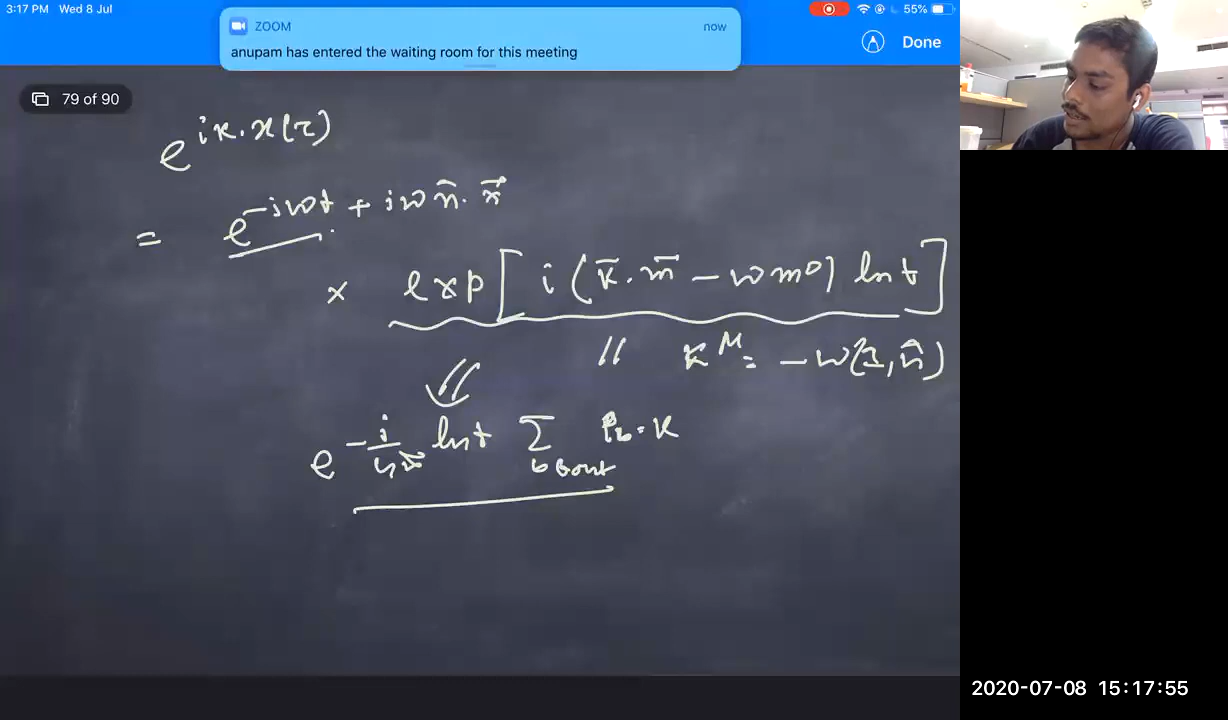 3:17 PM Wed 8 Jul
55%
ZOOM
now
anupam has entered the waiting room for this meeting
Done
79 of 90
e^{ik·x(τ)}
= e^{-iωt + iω n̂·x⃗}
× exp[ i(k̄·m⃗ − ωm⁰) ln t ]
// k^μ = −ω(1, n̂)
e^{-i/4π ln t Σ_{b∈out} p_b·k}
2020-07-08 15:17:55